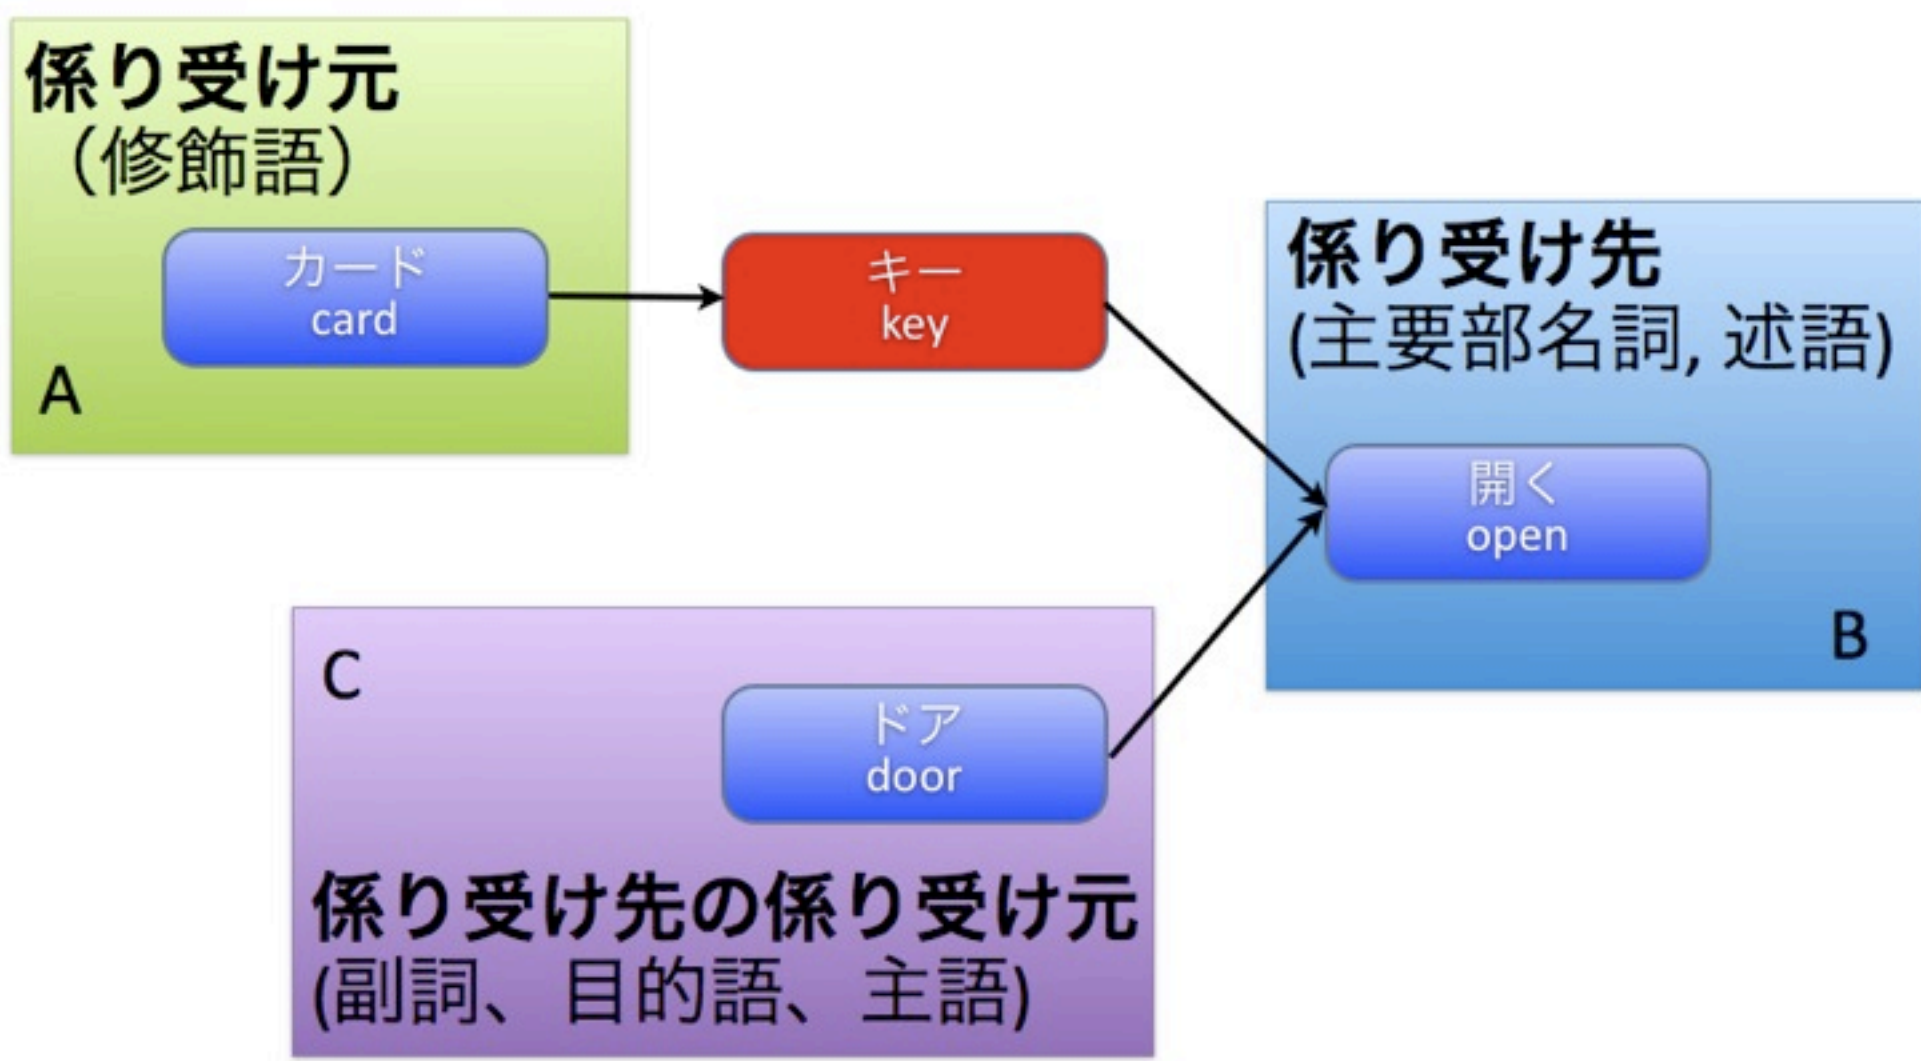 係り受け元
（修飾語）
カード
card
A
キー
key
係り受け先
(主要部名詞, 述語)
開く
open
B
C
ドア
door
係り受け先の係り受け元
(副詞、目的語、主語)